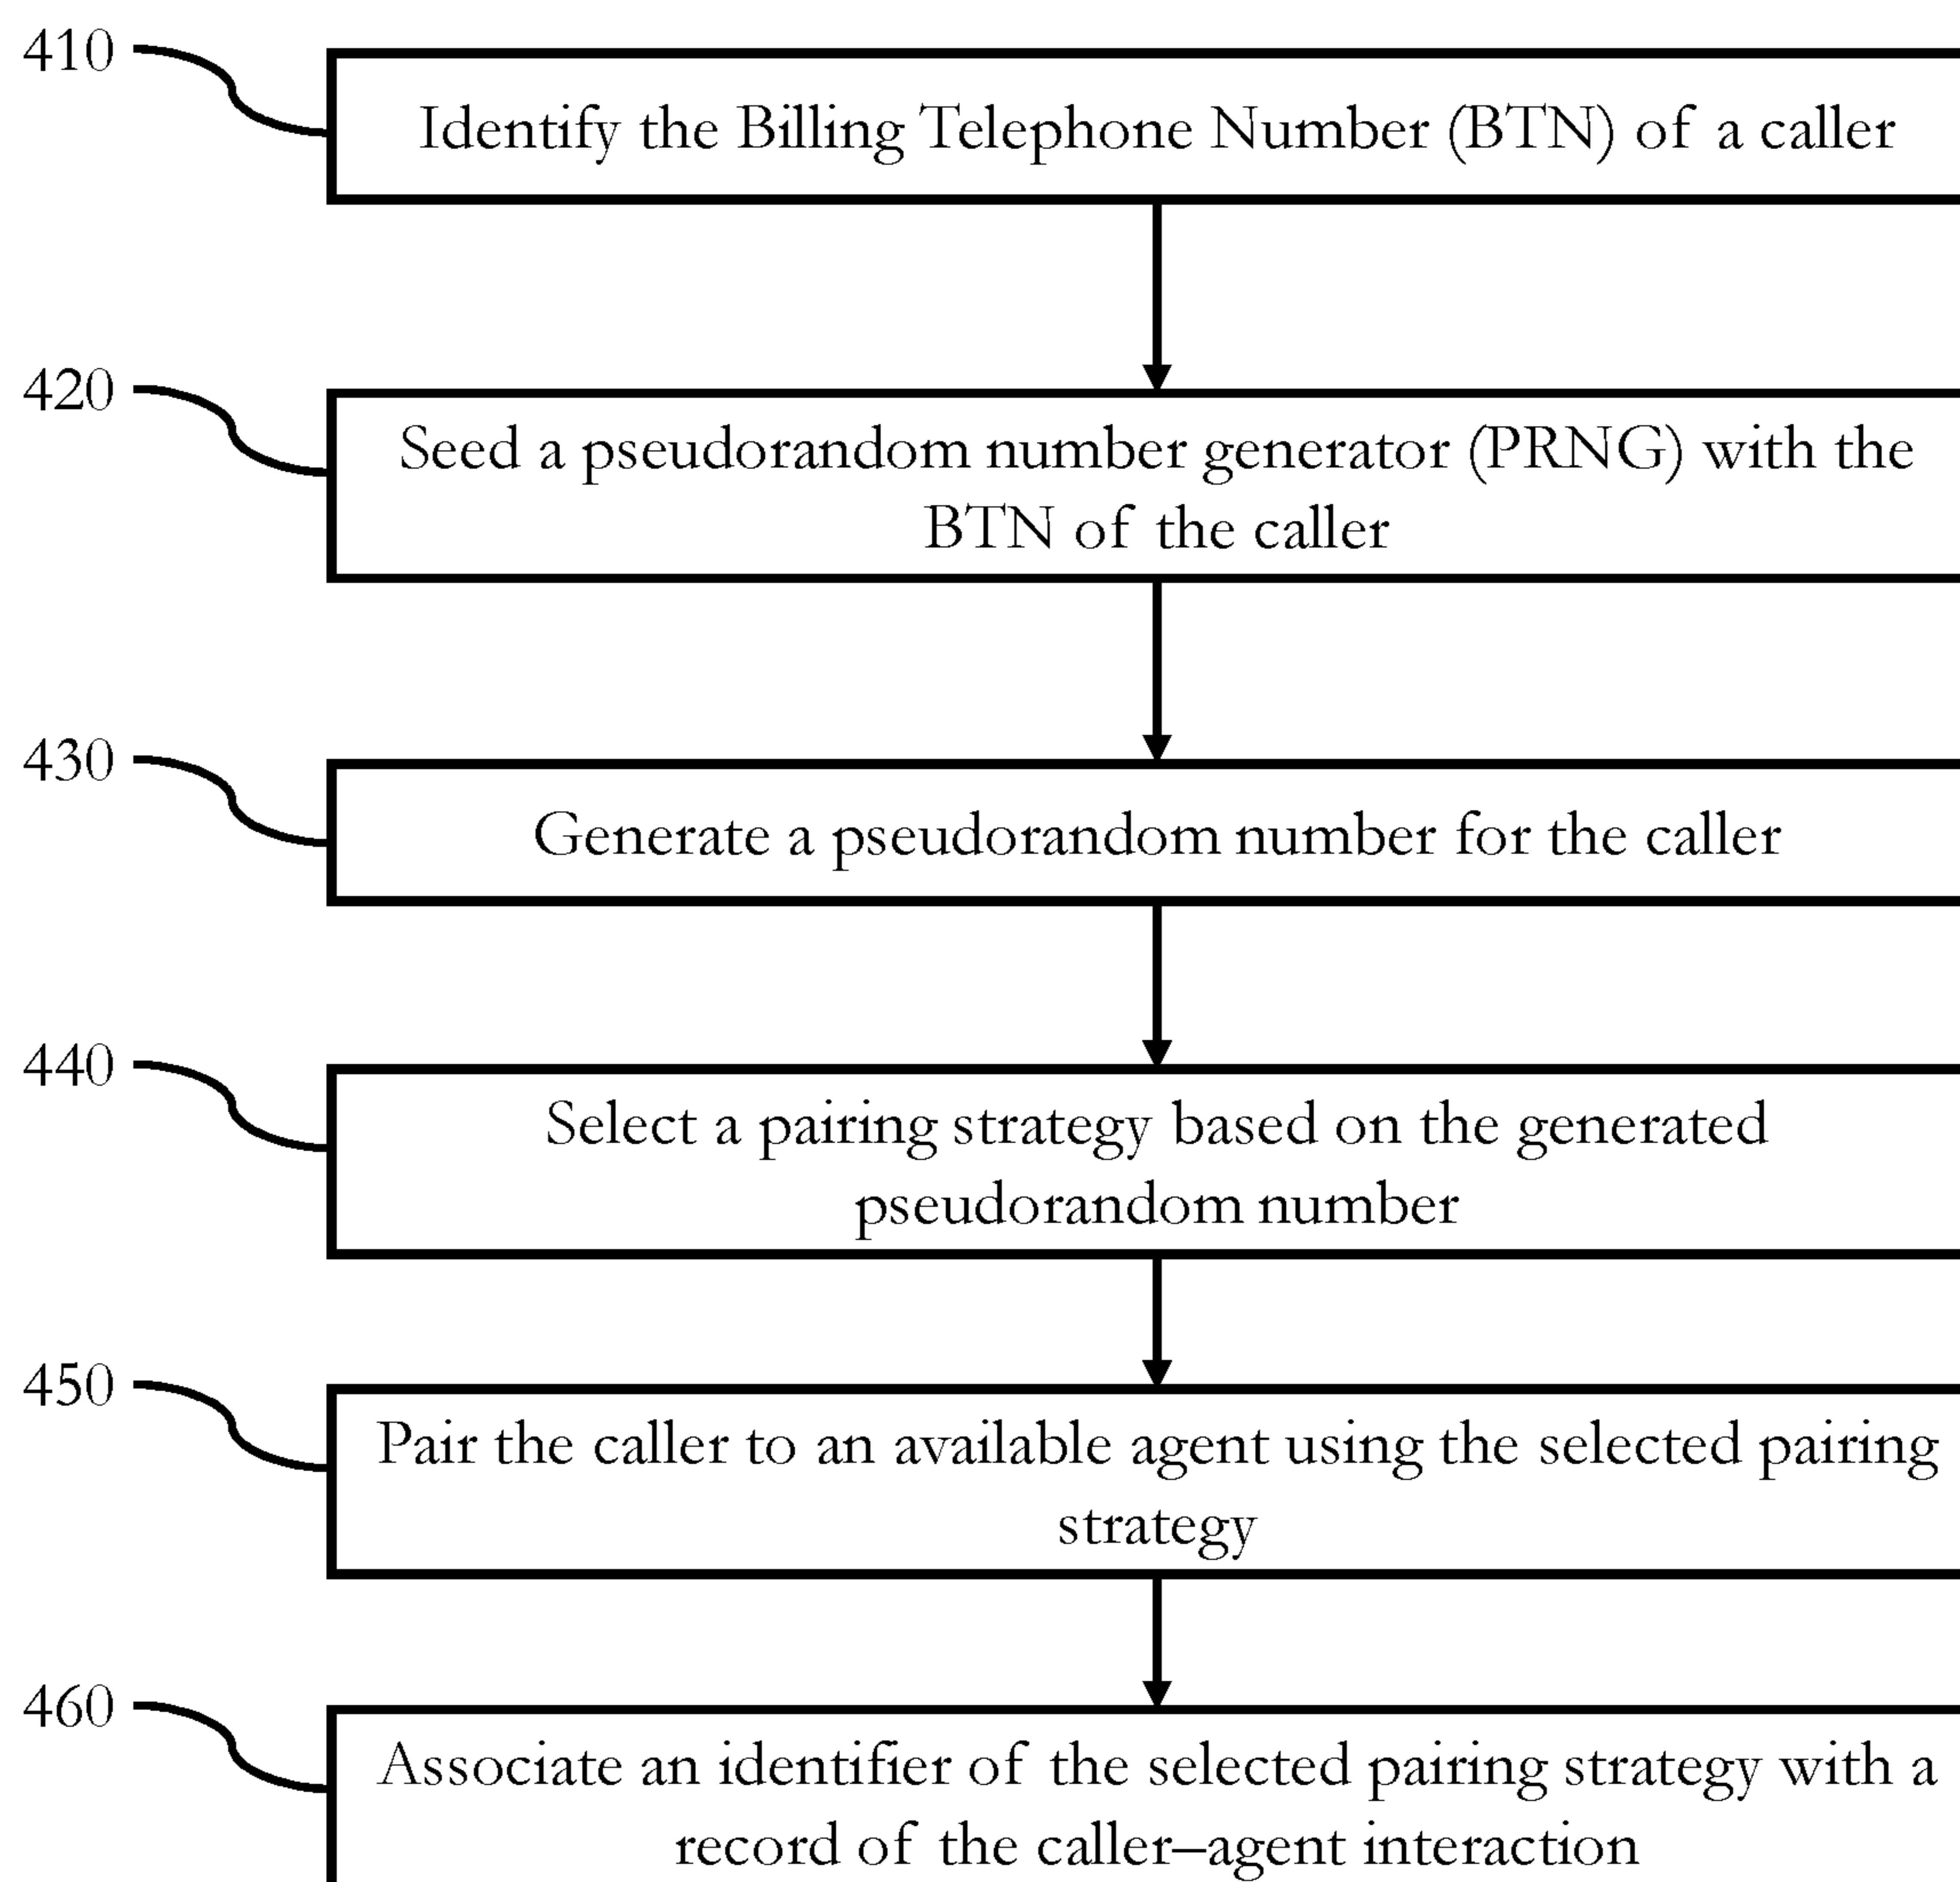 410
Identify the Billing Telephone Number (BTN) of a caller
420
Seed a pseudorandom number generator (PRNG) with the
BTN of the caller
430
Generate a pseudorandom number for the caller
440
Select a pairing strategy based on the generated
pseudorandom number
450
Pair the caller to an available agent using the selected pairing
strategy
460
Associate an identifier of the selected pairing strategy with a
record of the caller–agent interaction